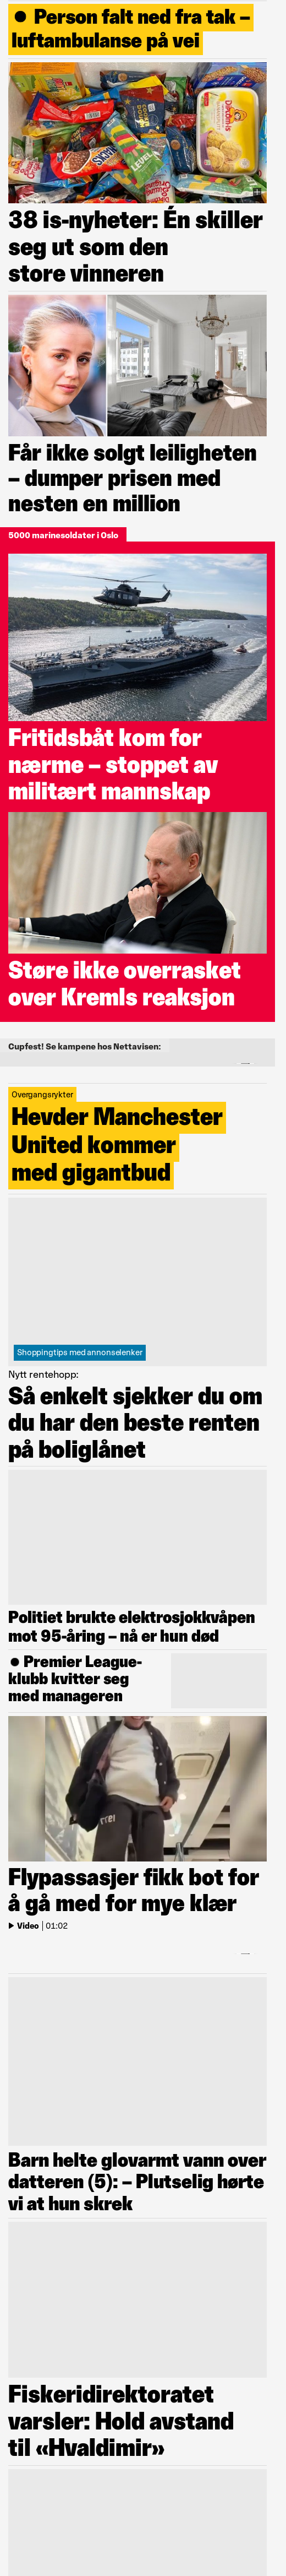 Person falt ned fra tak –
luftambulanse på vei
38 is-nyheter: Én skiller
seg ut som den
store vinneren
Får ikke solgt leiligheten
– dumper prisen med
nesten en million
5000 marinesoldater i Oslo
Fritidsbåt kom for
nærme – stoppet av
militært mannskap
Støre ikke overrasket
over Kremls reaksjon
Cupfest! Se kampene hos Nettavisen:
Overgangsrykter
Hevder Manchester
United kommer
med gigantbud
Shoppingtips med annonselenker
Nytt rentehopp:
Så enkelt sjekker du om
du har den beste renten
på boliglånet
Politiet brukte elektrosjokkvåpen
mot 95-åring – nå er hun død
Premier League-
klubb kvitter seg
med manageren
Flypassasjer fikk bot for
å gå med for mye klær
Video | 01:02
Barn helte glovarmt vann over
datteren (5): – Plutselig hørte
vi at hun skrek
Fiskeridirektoratet
varsler: Hold avstand
til «Hvaldimir»